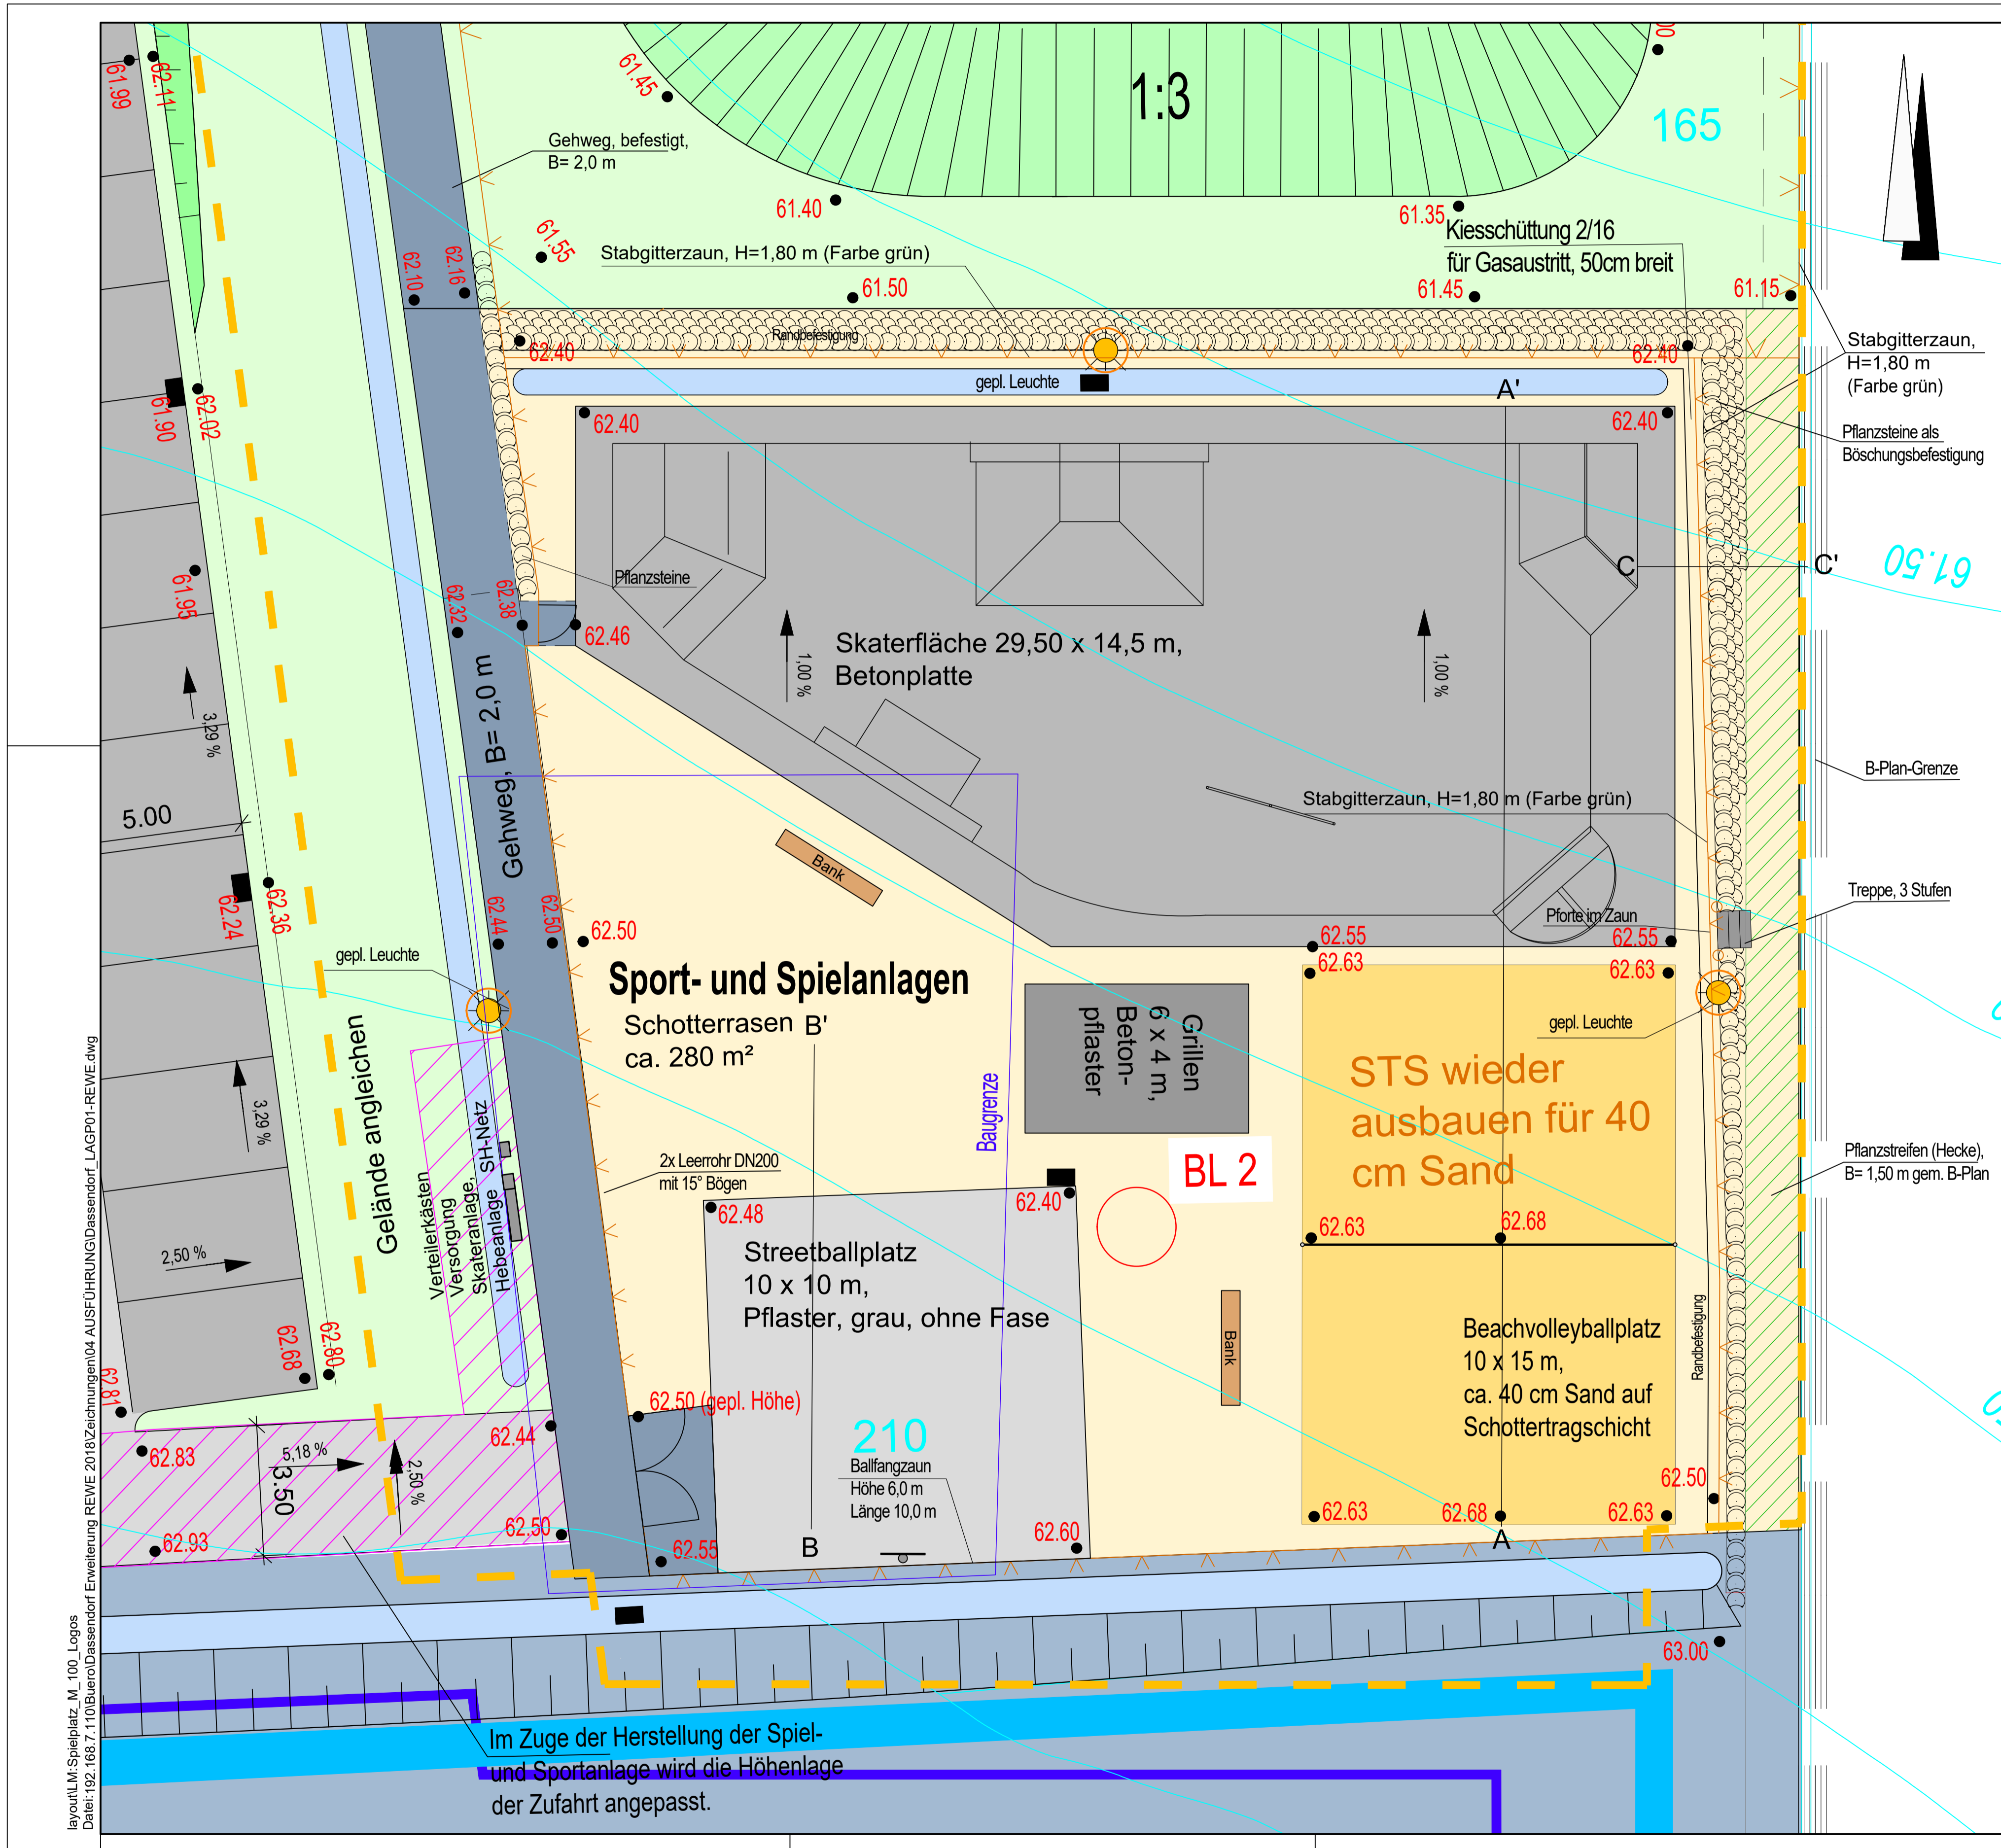 61.99
62.11
61.45
1:3
00
165
Gehweg, befestigt,
B= 2,0 m
61.40
61.35
Kiesschüttung 2/16
für Gasaustritt, 50cm breit
61.55
Stabgitterzaun, H=1,80 m (Farbe grün)
62.10
62.16
61.50
61.45
61.15
Randbefestigung
62.40
62.40
Stabgitterzaun,
H=1,80 m
(Farbe grün)
gepl. Leuchte
A'
61.90
62.02
62.40
62.40
Pflanzsteine als
Böschungsbefestigung
61.95
Pflanzsteine
C
C'
61.50
62.32
62.38
62.46
Skaterfläche 29,50 x 14,5 m,
Betonplatte
1,00 %
1,00 %
3,29 %
Gehweg, B= 2,0 m
B-Plan-Grenze
5.00
Stabgitterzaun, H=1,80 m (Farbe grün)
Bank
62.24
62.36
62.44
62.50
62.50
Pforte im Zaun
Treppe, 3 Stufen
62.55
62.55
gepl. Leuchte
62.63
62.63
Sport- und Spielanlagen
Schotterrasen
ca. 280 m²
B'
Grillen
6 x 4 m,
Beton-
pflaster
gepl. Leuchte
Gelände angleichen
STS wieder
ausbauen für 40
cm Sand
Baugrenze
3,29 %
2x Leerrohr DN200
mit 15° Bögen
BL 2
Pflanzstreifen (Hecke),
B= 1,50 m gem. B-Plan
Verteilerkästen
Versorgung
Skateranlage, SH-Netz
Hebeanlage
62.48
62.40
62.63
62.68
2,50 %
Streetballplatz
10 x 10 m,
Pflaster, grau, ohne Fase
Bank
Beachvolleyballplatz
10 x 15 m,
ca. 40 cm Sand auf
Schottertragschicht
Randbefestigung
62.68
62.80
62.81
62.50 (gepl. Höhe)
62.44
210
Ballfangzaun
Höhe 6,0 m
Länge 10,0 m
62.83
5,18 %
3.50
2,50 %
62.50
62.63
62.68
62.63
62.93
62.50
62.55
B
62.60
A
63.00
Im Zuge der Herstellung der Spiel-
und Sportanlage wird die Höhenlage
der Zufahrt angepasst.
layout\LM:Spielplatz_M_100_Logos
Datei:192.168.7.110\Buero\Dassendorf Erweiterung REWE 2018\Zeichnungen\04 AUSFÜHRUNG\Dassendorf_LAGP01-REWE.dwg